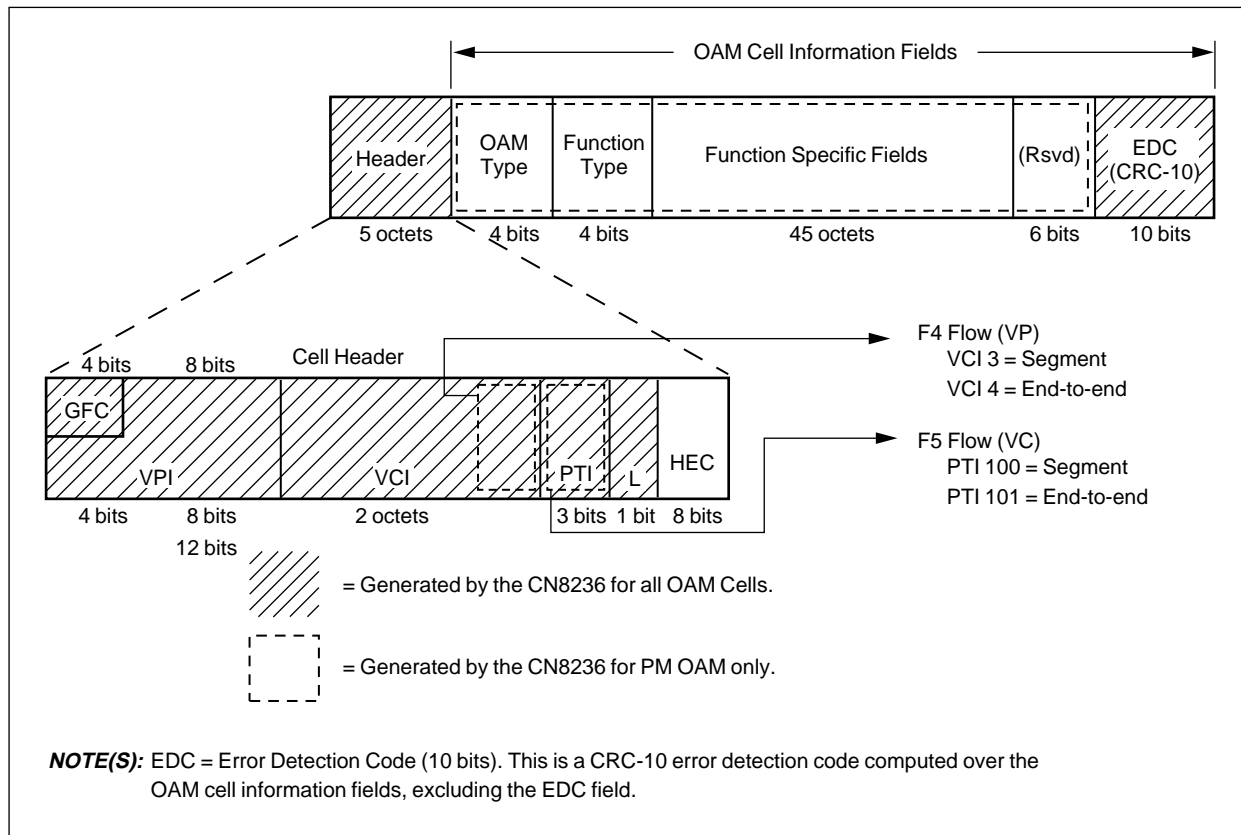 OAM Cell Information Fields
Header
OAM
Type
Function
Type
Function Specific Fields
(Rsvd)
EDC
(CRC-10)
5 octets
4 bits
4 bits
45 octets
6 bits
10 bits
4 bits
8 bits
Cell Header
GFC
VPI
VCI
PTI
L
HEC
4 bits
8 bits
2 octets
3 bits
1 bit
8 bits
12 bits
F4 Flow (VP)
VCI 3 = Segment
VCI 4 = End-to-end
F5 Flow (VC)
PTI 100 = Segment
PTI 101 = End-to-end
= Generated by the CN8236 for all OAM Cells.
= Generated by the CN8236 for PM OAM only.
NOTE(S): EDC = Error Detection Code (10 bits). This is a CRC-10 error detection code computed over the
OAM cell information fields, excluding the EDC field.